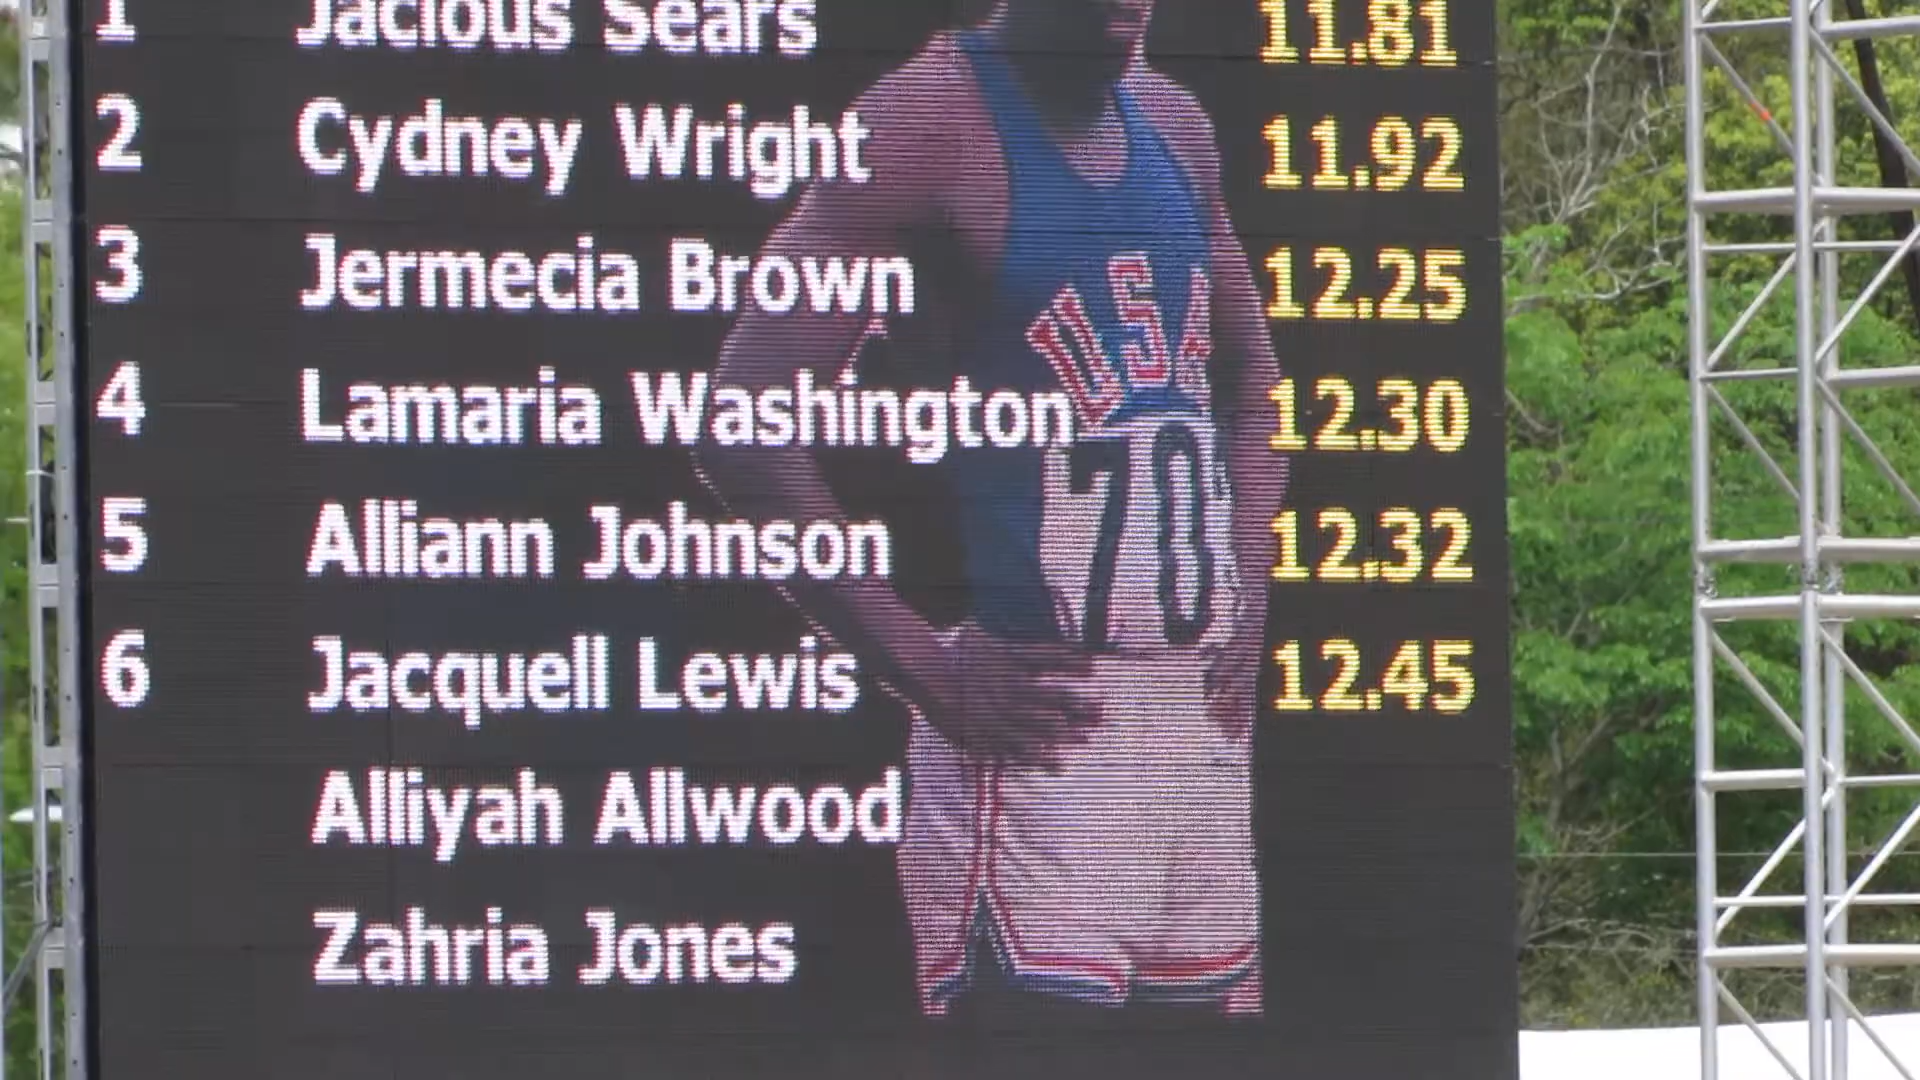 1 Jacious Sears 11.81
2 Cydney Wright 11.92
3 Jermecia Brown 12.25
4 Lamaria Washington 12.30
5 Alliann Johnson 12.32
6 Jacquell Lewis 12.45
Alliyah Allwood
Zahria Jones
USA
70